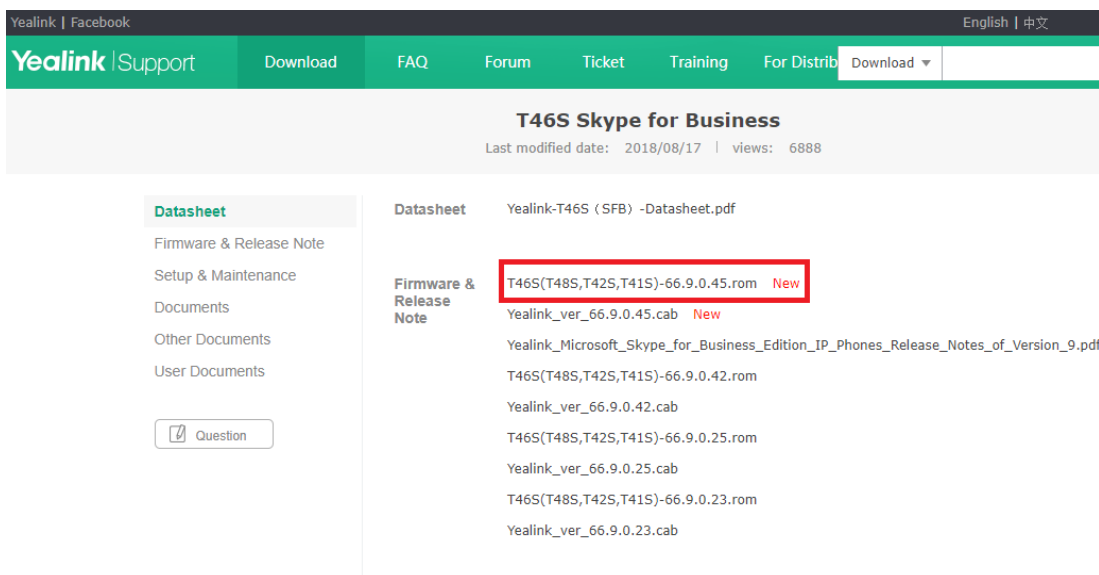 Yealink | Facebook
English | 中文
Yealink | Support
Download
FAQ
Forum
Ticket
Training
For Distrib
Download
T46S Skype for Business
Last modified date: 2018/08/17 | views: 6888
Datasheet
Firmware & Release Note
Setup & Maintenance
Documents
Other Documents
User Documents
Question
Datasheet
Yealink-T46S（SFB）-Datasheet.pdf
Firmware &
Release
Note
T46S(T48S,T42S,T41S)-66.9.0.45.rom New
Yealink_ver_66.9.0.45.cab New
Yealink_Microsoft_Skype_for_Business_Edition_IP_Phones_Release_Notes_of_Version_9.pdf
T46S(T48S,T42S,T41S)-66.9.0.42.rom
Yealink_ver_66.9.0.42.cab
T46S(T48S,T42S,T41S)-66.9.0.25.rom
Yealink_ver_66.9.0.25.cab
T46S(T48S,T42S,T41S)-66.9.0.23.rom
Yealink_ver_66.9.0.23.cab